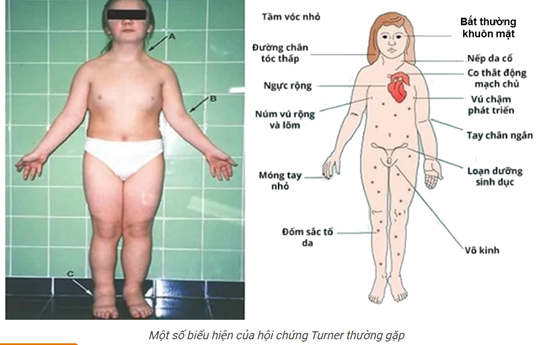 A
B
C
Tầm vóc nhỏ
Đường chân
tóc thấp
Ngực rộng
Núm vú rộng
và lõm
Móng tay
nhỏ
Đốm sắc tố
da
Bất thường
khuôn mặt
Nếp da cổ
Co thắt động
mạch chủ
Vú chậm
phát triển
Tay chân ngắn
Loạn dưỡng
sinh dục
Vô kinh
Một số biểu hiện của hội chứng Turner thường gặp